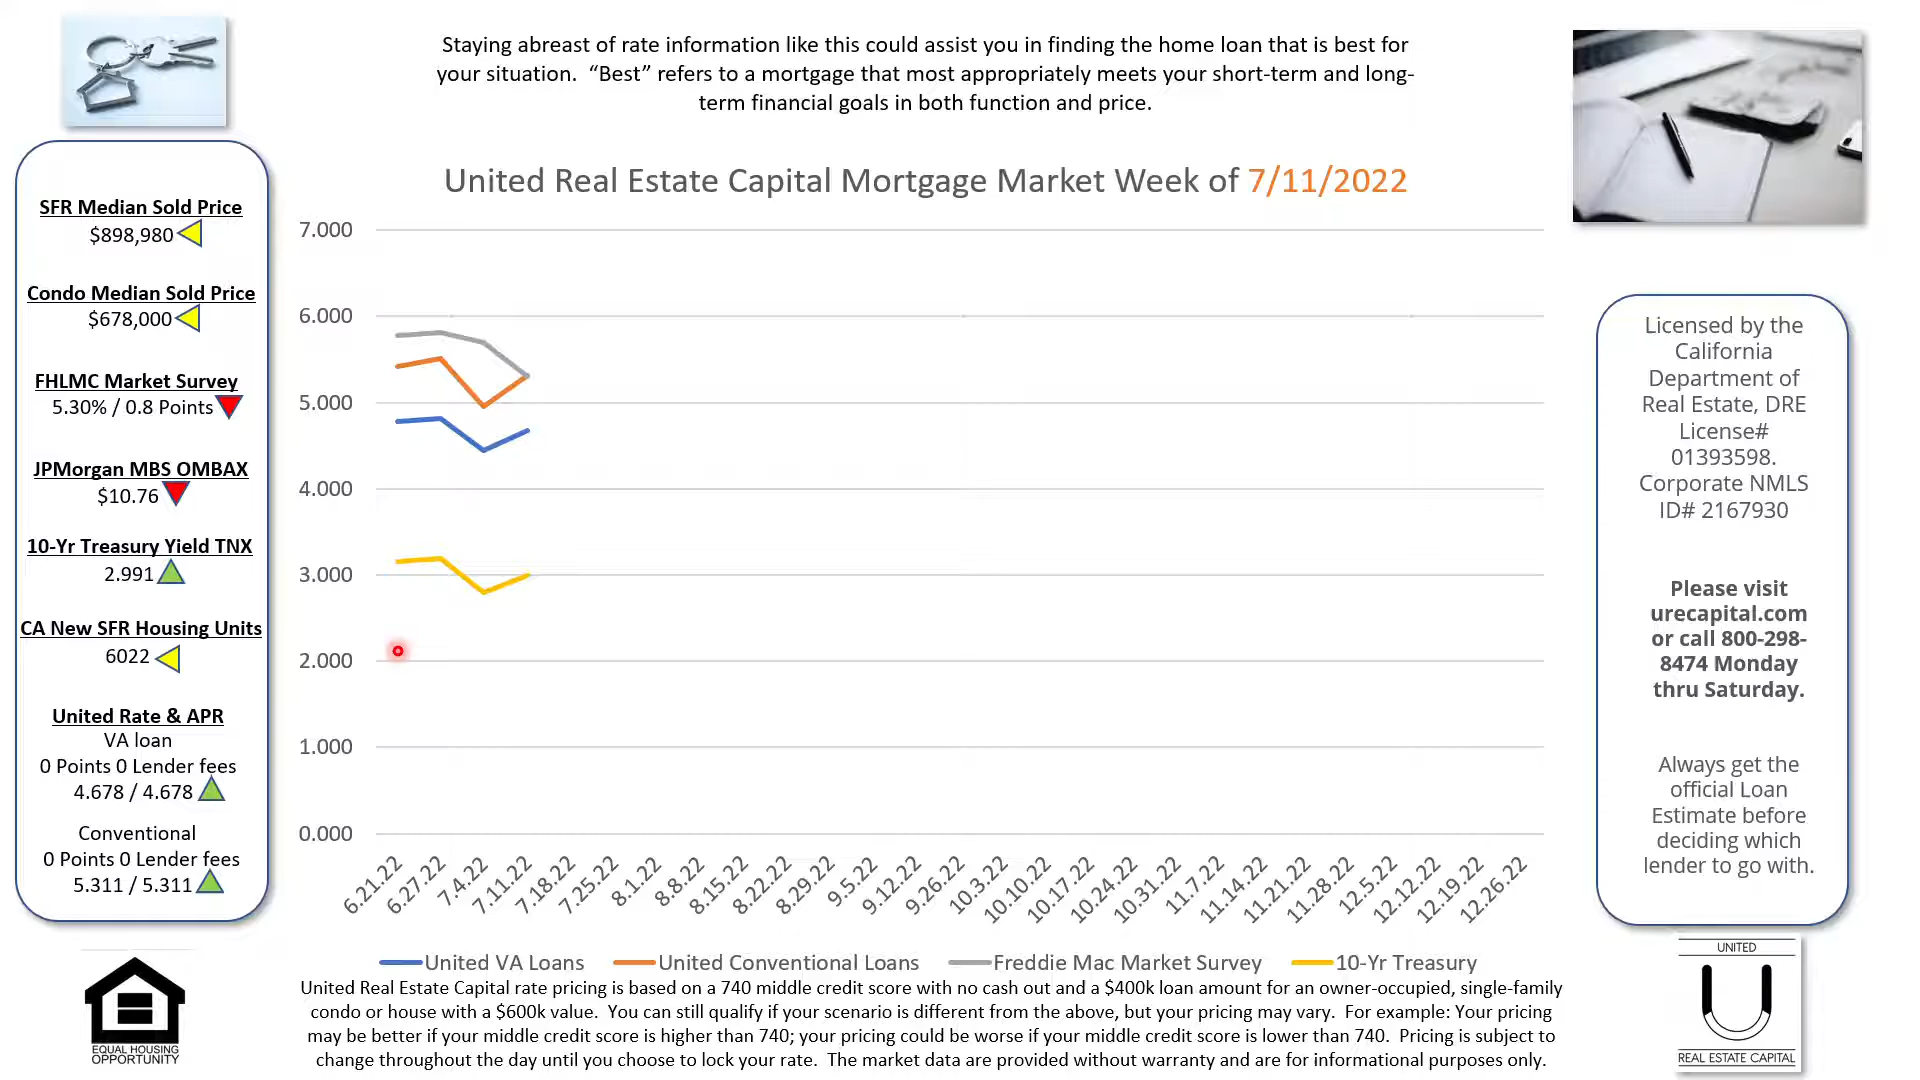 Staying abreast of rate information like this could assist you in finding the home loan that is best for
your situation.  “Best” refers to a mortgage that most appropriately meets your short-term and long-
term financial goals in both function and price.
SFR Median Sold Price
$898,980
Condo Median Sold Price
$678,000
FHLMC Market Survey
5.30% / 0.8 Points
JPMorgan MBS OMBAX
$10.76
10-Yr Treasury Yield TNX
2.991
CA New SFR Housing Units
6022
United Rate & APR
VA loan
0 Points 0 Lender fees
4.678 / 4.678
Conventional
0 Points 0 Lender fees
5.311 / 5.311
EQUAL HOUSING
OPPORTUNITY
United Real Estate Capital Mortgage Market Week of 7/11/2022
7.000
6.000
5.000
4.000
3.000
2.000
1.000
0.000
6.21.22
6.27.22
7.4.22
7.11.22
7.18.22
7.25.22
8.1.22
8.8.22
8.15.22
8.22.22
8.29.22
9.5.22
9.12.22
9.26.22
10.3.22
10.10.22
10.17.22
10.24.22
10.31.22
11.7.22
11.14.22
11.21.22
11.28.22
12.5.22
12.12.22
12.19.22
12.26.22
United VA Loans
United Conventional Loans
Freddie Mac Market Survey
10-Yr Treasury
United Real Estate Capital rate pricing is based on a 740 middle credit score with no cash out and a $400k loan amount for an owner-occupied, single-family
condo or house with a $600k value.  You can still qualify if your scenario is different from the above, but your pricing may vary.  For example: Your pricing
may be better if your middle credit score is higher than 740; your pricing could be worse if your middle credit score is lower than 740.  Pricing is subject to
change throughout the day until you choose to lock your rate.  The market data are provided without warranty and are for informational purposes only.
Licensed by the
California
Department of
Real Estate, DRE
License#
01393598.
Corporate NMLS
ID# 2167930
Please visit
urecapital.com
or call 800-298-
8474 Monday
thru Saturday.
Always get the
official Loan
Estimate before
deciding which
lender to go with.
UNITED
U
REAL ESTATE CAPITAL